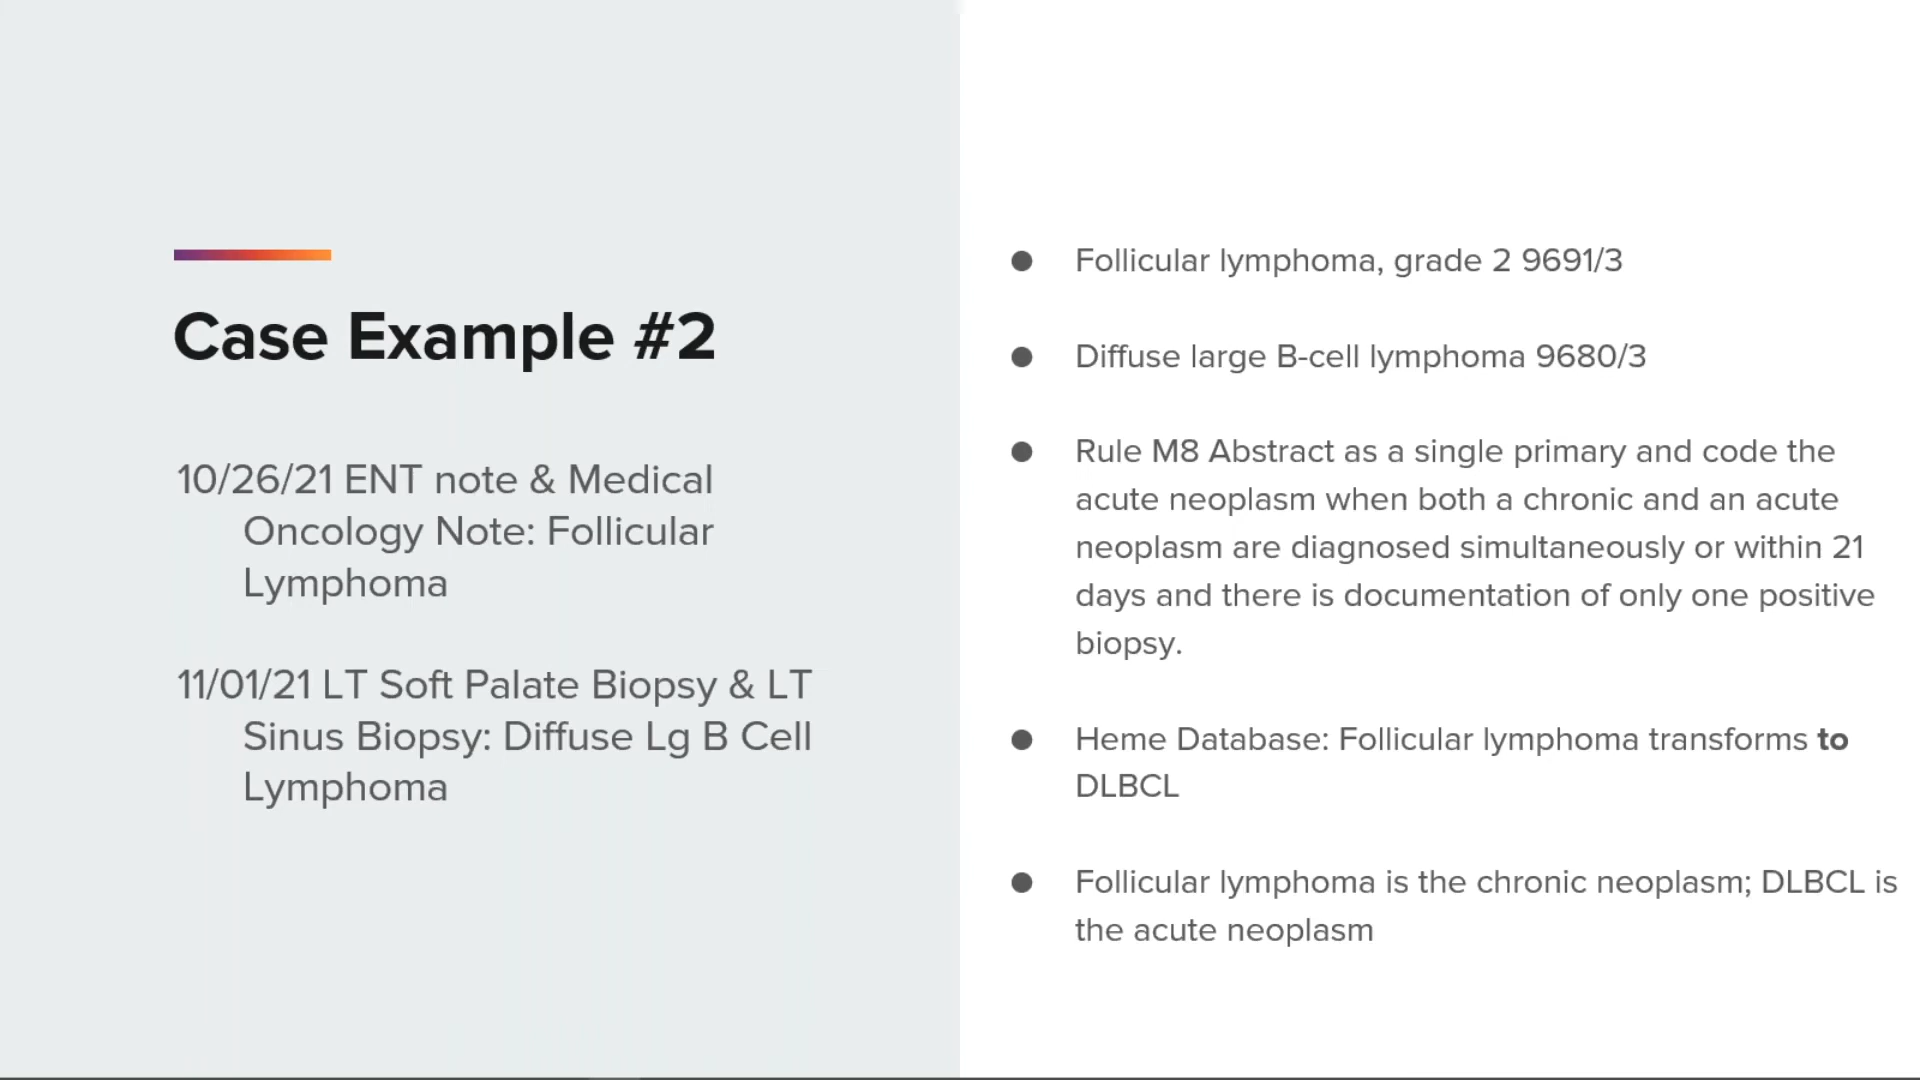 Case Example #2
10/26/21 ENT note & Medical
Oncology Note: Follicular
Lymphoma
11/01/21 LT Soft Palate Biopsy & LT
Sinus Biopsy: Diffuse Lg B Cell
Lymphoma
● Follicular lymphoma, grade 2 9691/3
● Diffuse large B-cell lymphoma 9680/3
● Rule M8 Abstract as a single primary and code the
acute neoplasm when both a chronic and an acute
neoplasm are diagnosed simultaneously or within 21
days and there is documentation of only one positive
biopsy.
● Heme Database: Follicular lymphoma transforms to
DLBCL
● Follicular lymphoma is the chronic neoplasm; DLBCL is
the acute neoplasm